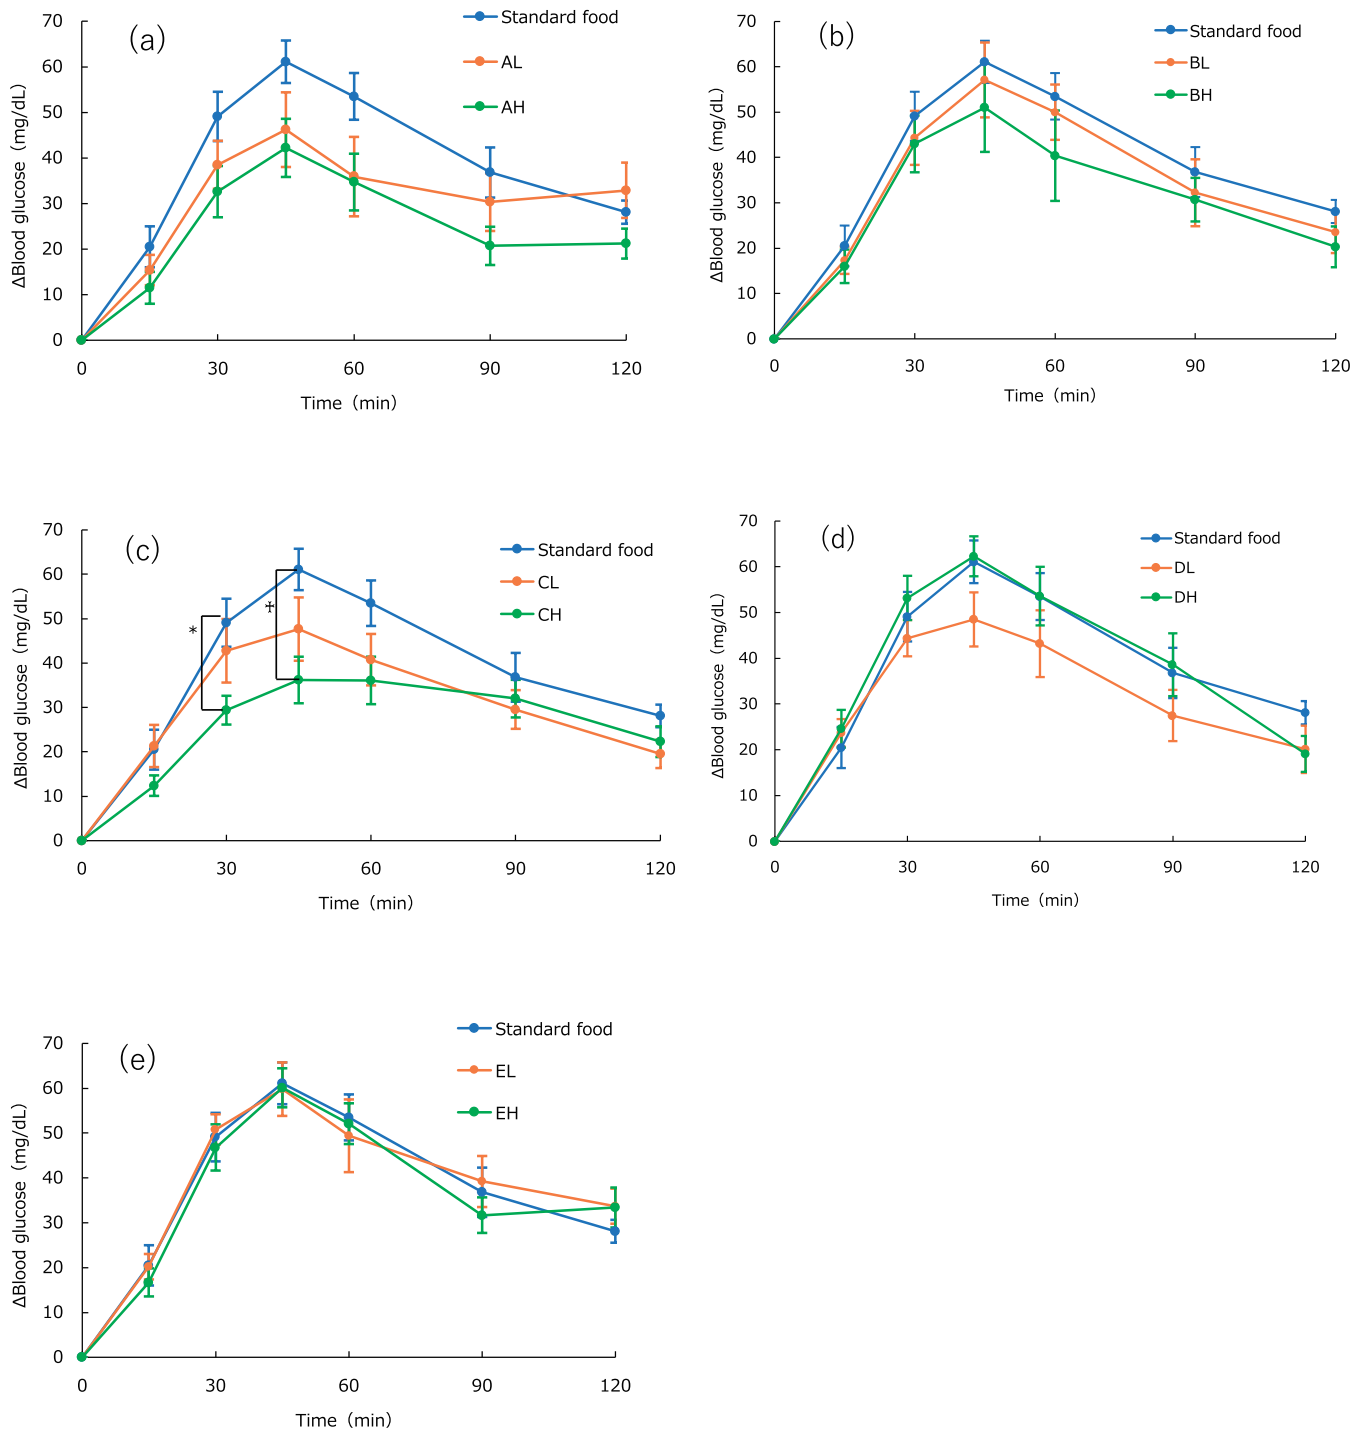 (a)
Standard food
AL
AH
ΔBlood glucose (mg/dL)
70
60
50
40
30
20
10
0
0 30 60 90 120
Time (min)
(b)
Standard food
BL
BH
ΔBlood glucose (mg/dL)
70
60
50
40
30
20
10
0
0 30 60 90 120
Time (min)
(c)
Standard food
CL
CH
*
☨
ΔBlood glucose (mg/dL)
70
60
50
40
30
20
10
0
0 30 60 90 120
Time (min)
(d)
Standard food
DL
DH
ΔBlood glucose (mg/dL)
70
60
50
40
30
20
10
0
0 30 60 90 120
Time (min)
(e)
Standard food
EL
EH
ΔBlood glucose (mg/dL)
70
60
50
40
30
20
10
0
0 30 60 90 120
Time (min)